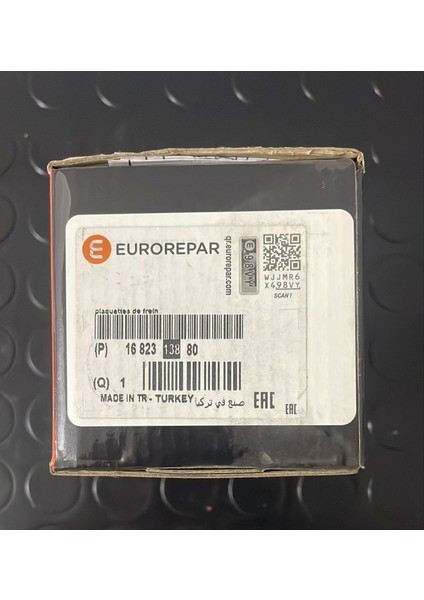 EUROREPAR
qr.eurorepar.com
WJJMR6
X498VY
SCAN !
plaquettes de frein
(P) 16 823 138 80
(Q) 1
MADE IN TR - TURKEY صنع في تركيا EAC EAC